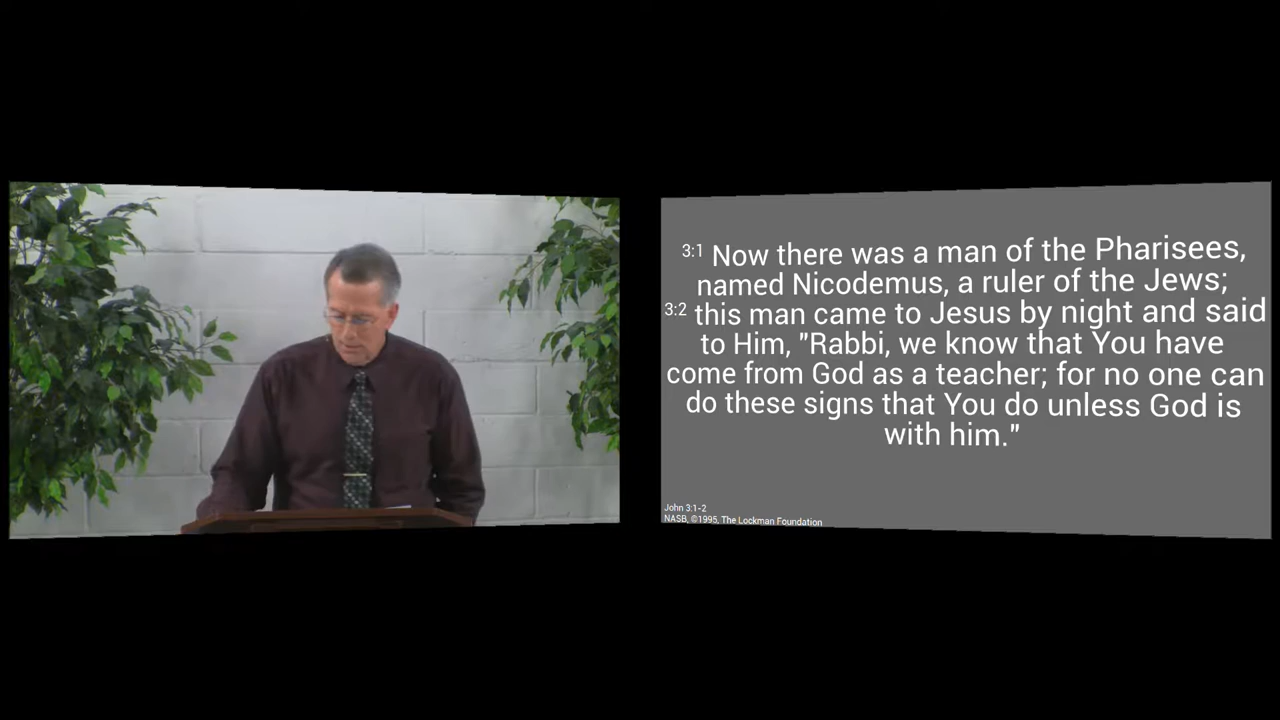 3:1 Now there was a man of the Pharisees,
named Nicodemus, a ruler of the Jews;
3:2 this man came to Jesus by night and said
to Him, "Rabbi, we know that You have
come from God as a teacher; for no one can
do these signs that You do unless God is
with him."
John 3:1-2
NASB, ©1995, The Lockman Foundation